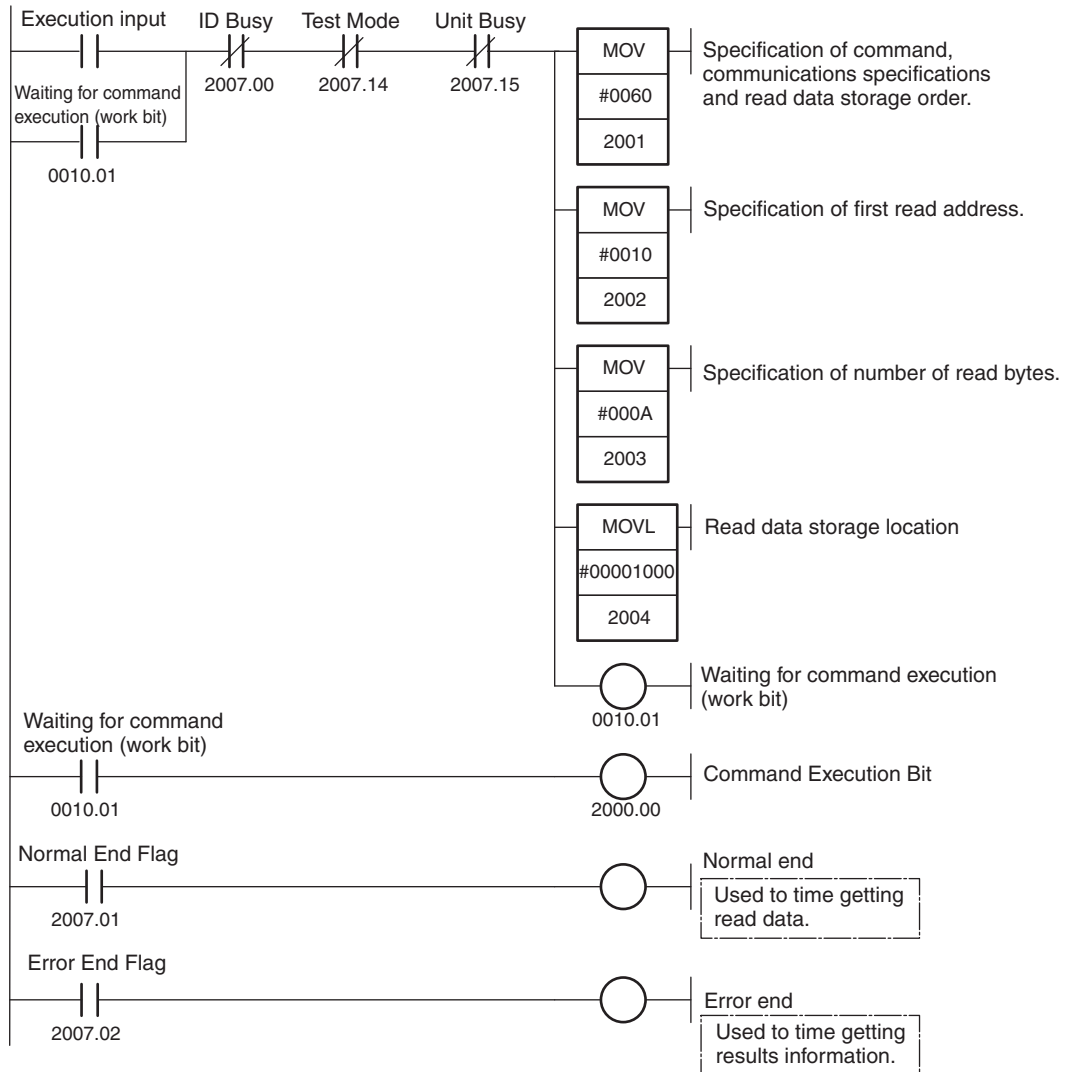 Execution input
ID Busy
Test Mode
Unit Busy
2007.00
2007.14
2007.15
Waiting for command
execution (work bit)
0010.01
MOV
#0060
2001
Specification of command,
communications specifications
and read data storage order.
MOV
#0010
2002
Specification of first read address.
MOV
#000A
2003
Specification of number of read bytes.
MOVL
#00001000
2004
Read data storage location
0010.01
Waiting for command execution
(work bit)
Waiting for command
execution (work bit)
0010.01
2000.00
Command Execution Bit
Normal End Flag
2007.01
Normal end
Used to time getting
read data.
Error End Flag
2007.02
Error end
Used to time getting
results information.